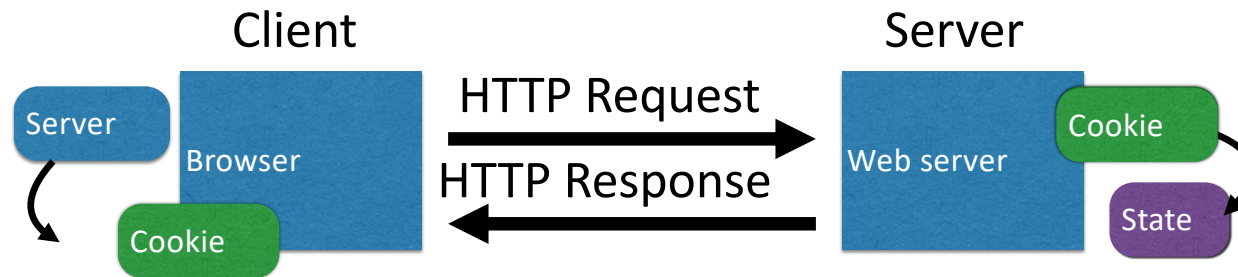 Client
Server
HTTP Request
Server
Cookie
Browser
Web server
HTTP Response
State
Cookie